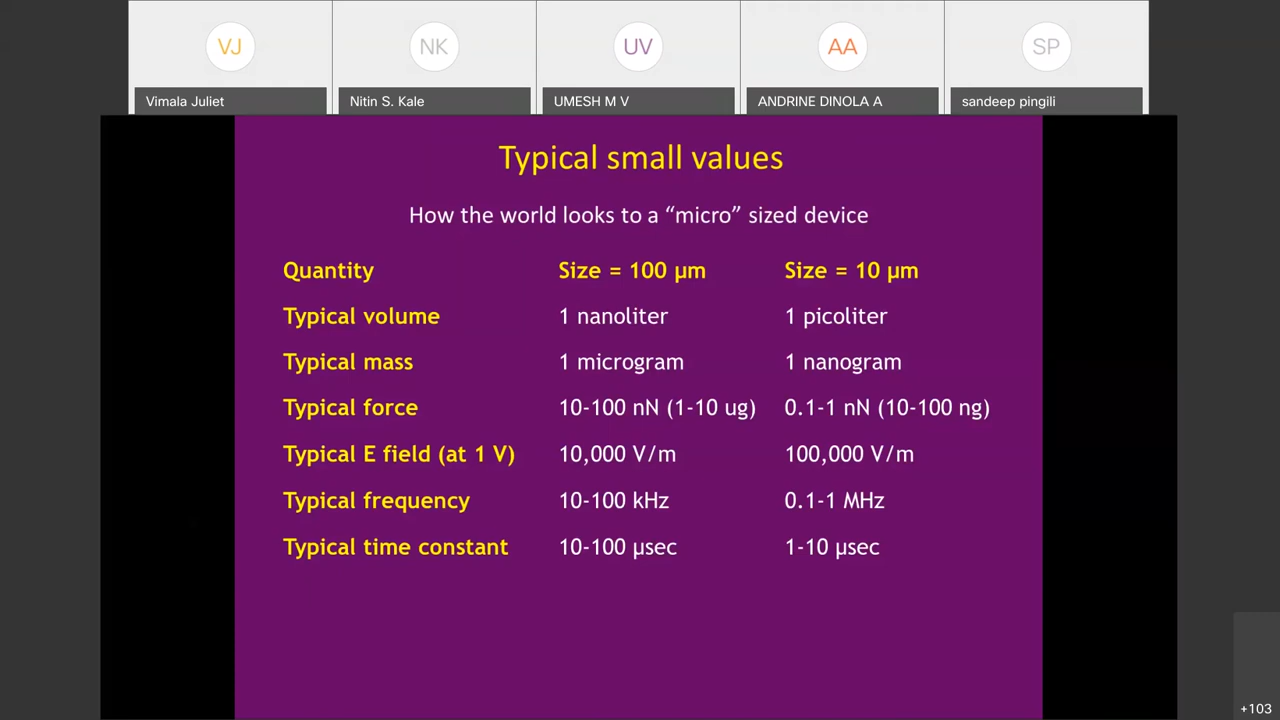 VJ NK UV AA SP
Vimala Juliet Nitin S. Kale UMESH M V ANDRINE DINOLA A sandeep pingili
Typical small values
How the world looks to a “micro” sized device
Quantity Size = 100 µm Size = 10 µm
Typical volume 1 nanoliter 1 picoliter
Typical mass 1 microgram 1 nanogram
Typical force 10-100 nN (1-10 ug) 0.1-1 nN (10-100 ng)
Typical E field (at 1 V) 10,000 V/m 100,000 V/m
Typical frequency 10-100 kHz 0.1-1 MHz
Typical time constant 10-100 µsec 1-10 µsec
+103